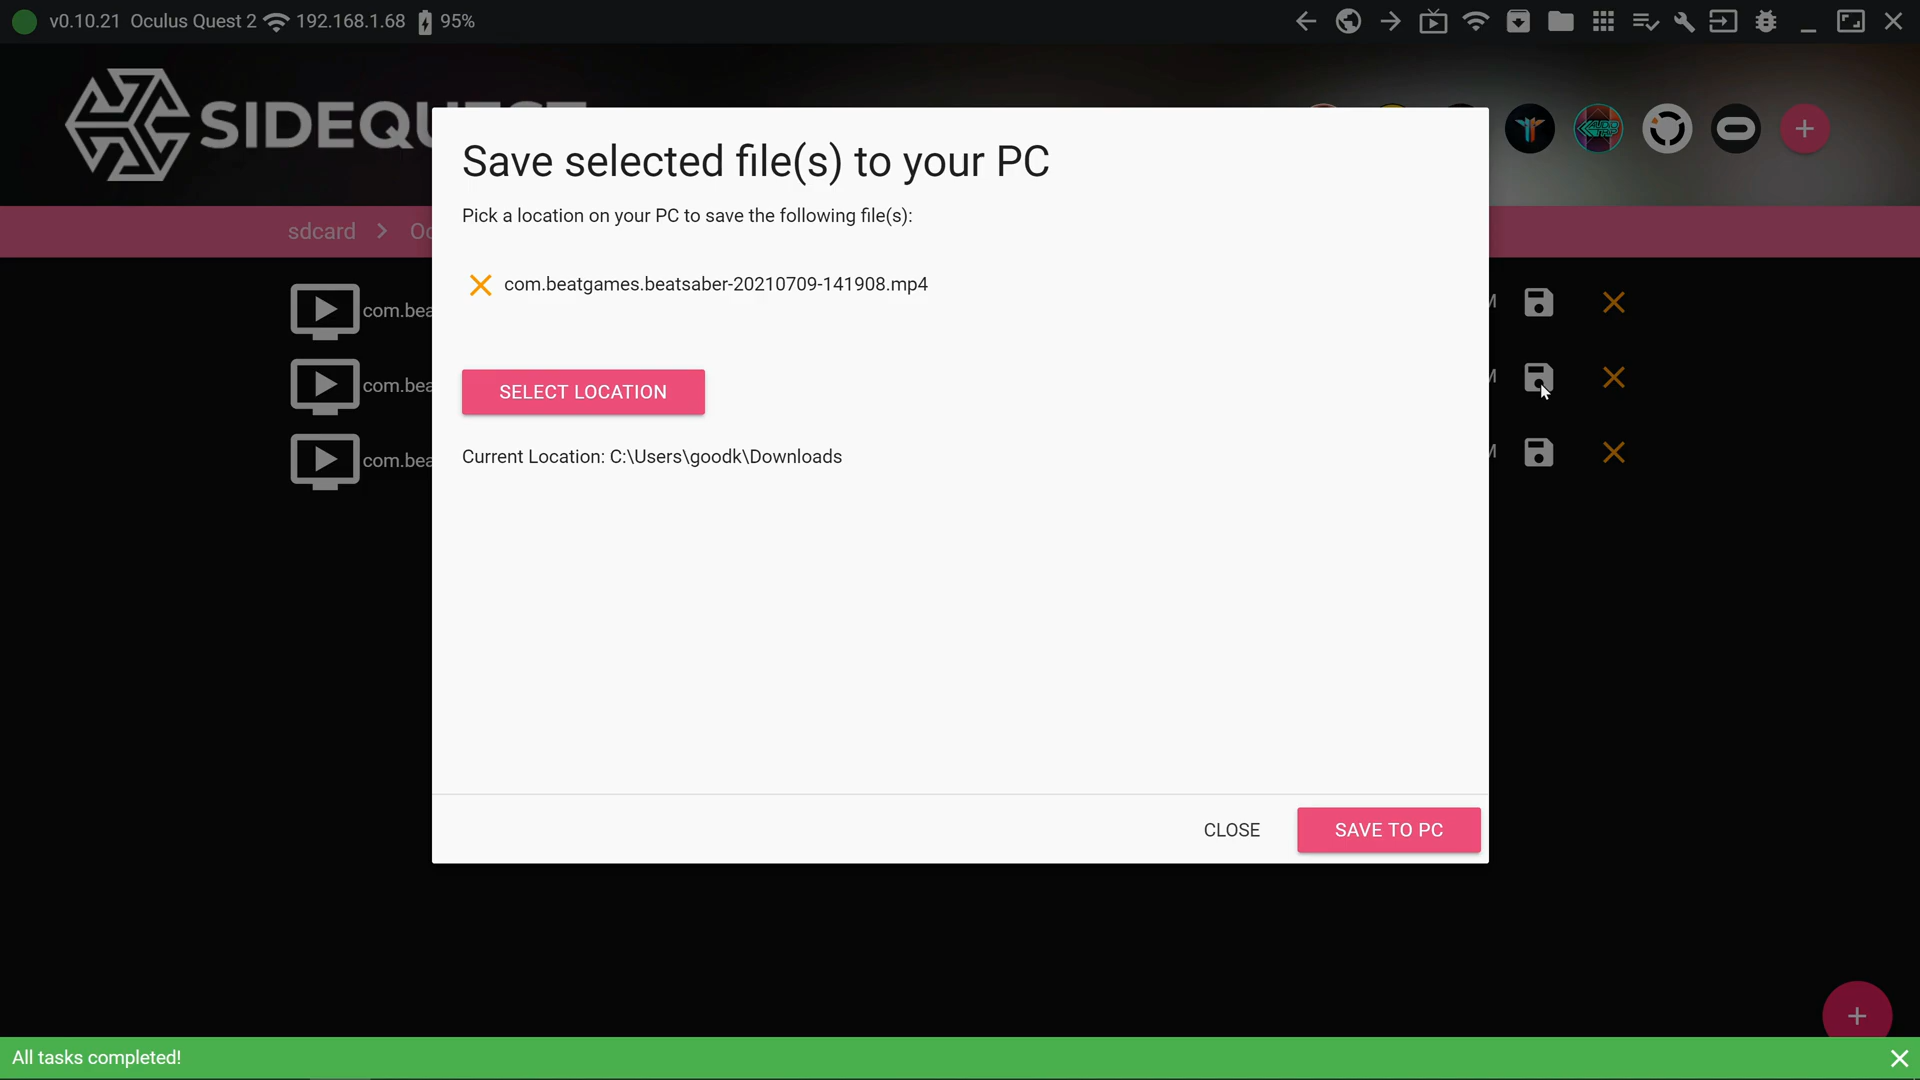 v0.10.21 Oculus Quest 2 192.168.1.68 95%
SIDEQU
Save selected file(s) to your PC
Pick a location on your PC to save the following file(s):
sdcard > Oc
com.beatgames.beatsaber-20210709-141908.mp4
com.bea
com.bea
com.bea
SELECT LOCATION
Current Location: C:\Users\goodk\Downloads
CLOSE
SAVE TO PC
All tasks completed!